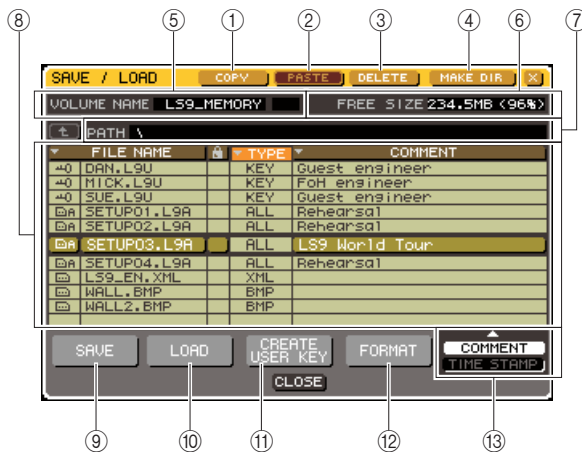 ⑧ ⑤ ① ② ③ ④ ⑥ ⑦
SAVE / LOAD COPY PASTE DELETE MAKE DIR X
VOLUME NAME LS9_MEMORY FREE SIZE 234.5MB (96%)
PATH \
FILE NAME TYPE COMMENT
DAN.L9U KEY Guest engineer
MICK.L9U KEY FoH engineer
SUE.L9U KEY Guest engineer
SETUP01.L9A ALL Rehearsal
SETUP02.L9A ALL Rehearsal
SETUP03.L9A ALL LS9 World Tour
SETUP04.L9A ALL Rehearsal
LS9_EN.XML XML
WALL.BMP BMP
WALL2.BMP BMP
SAVE LOAD CREATE USER KEY FORMAT COMMENT
TIME STAMP
CLOSE
⑨ ⑩ ⑪ ⑫ ⑬